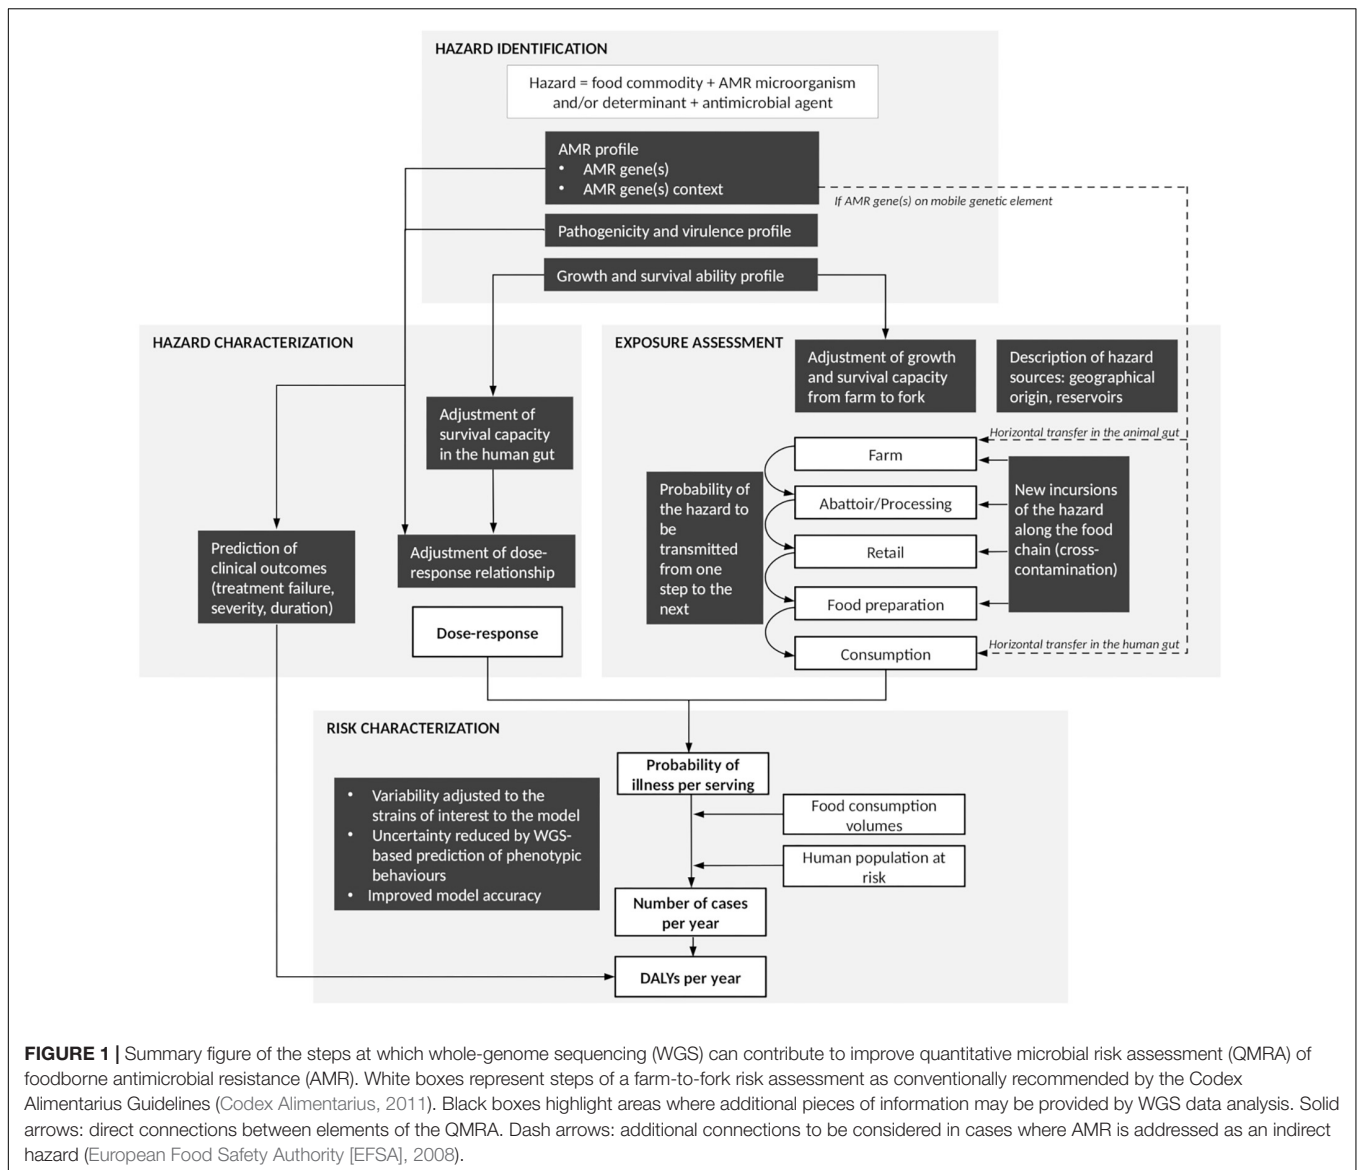 HAZARD IDENTIFICATION
Hazard = food commodity + AMR microorganism
and/or determinant + antimicrobial agent
AMR profile
• AMR gene(s)
• AMR gene(s) context
If AMR gene(s) on mobile genetic element
Pathogenicity and virulence profile
Growth and survival ability profile
HAZARD CHARACTERIZATION
Adjustment of
survival capacity
in the human gut
Prediction of
clinical outcomes
(treatment failure,
severity, duration)
Adjustment of dose-
response relationship
Dose-response
EXPOSURE ASSESSMENT
Adjustment of growth
and survival capacity
from farm to fork
Description of hazard
sources: geographical
origin, reservoirs
Horizontal transfer in the animal gut
Farm
Abattoir/Processing
Retail
Food preparation
Consumption
Probability of
the hazard to
be
transmitted
from one
step to the
next
New incursions
of the hazard
along the food
chain (cross-
contamination)
Horizontal transfer in the human gut
RISK CHARACTERIZATION
• Variability adjusted to the
strains of interest to the model
• Uncertainty reduced by WGS-
based prediction of phenotypic
behaviours
• Improved model accuracy
Probability of
illness per serving
Food consumption
volumes
Human population at
risk
Number of cases
per year
DALYs per year
FIGURE 1 | Summary figure of the steps at which whole-genome sequencing (WGS) can contribute to improve quantitative microbial risk assessment (QMRA) of
foodborne antimicrobial resistance (AMR). White boxes represent steps of a farm-to-fork risk assessment as conventionally recommended by the Codex
Alimentarius Guidelines (Codex Alimentarius, 2011). Black boxes highlight areas where additional pieces of information may be provided by WGS data analysis. Solid
arrows: direct connections between elements of the QMRA. Dash arrows: additional connections to be considered in cases where AMR is addressed as an indirect
hazard (European Food Safety Authority [EFSA], 2008).